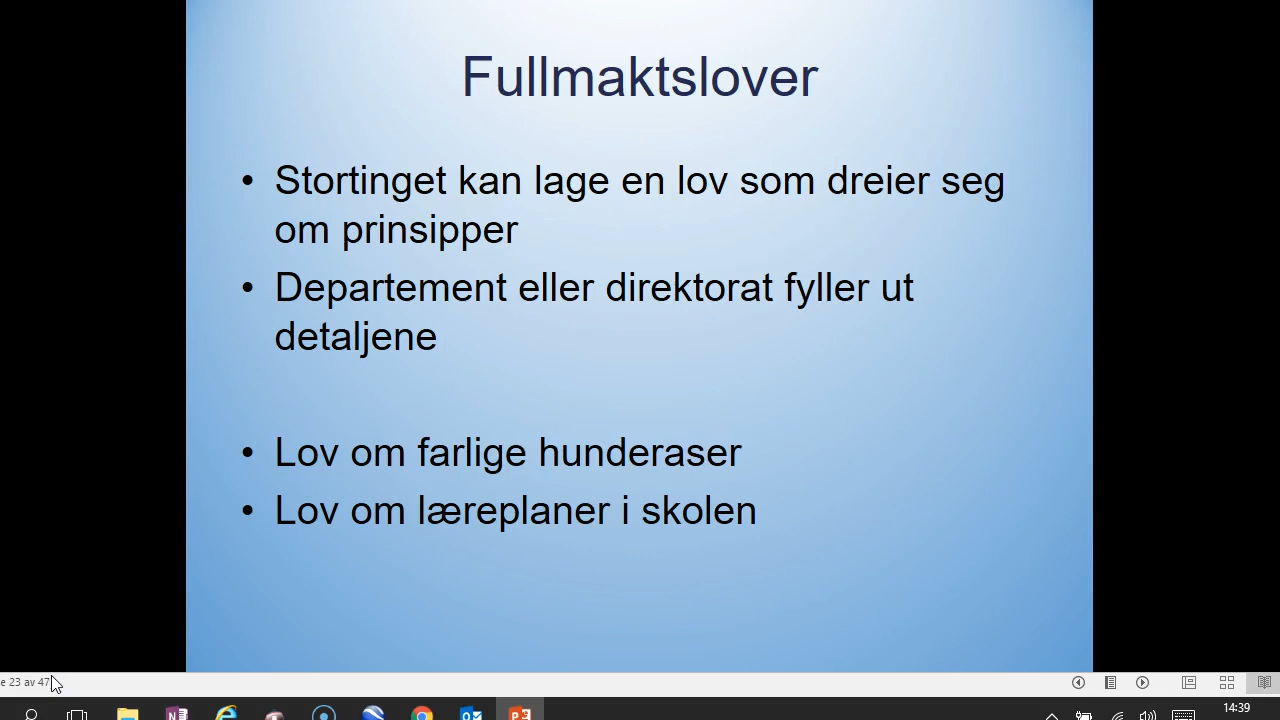 Fullmaktslover
• Stortinget kan lage en lov som dreier seg
om prinsipper
• Departement eller direktorat fyller ut
detaljene
• Lov om farlige hunderaser
• Lov om læreplaner i skolen
e 23 av 47
14:39